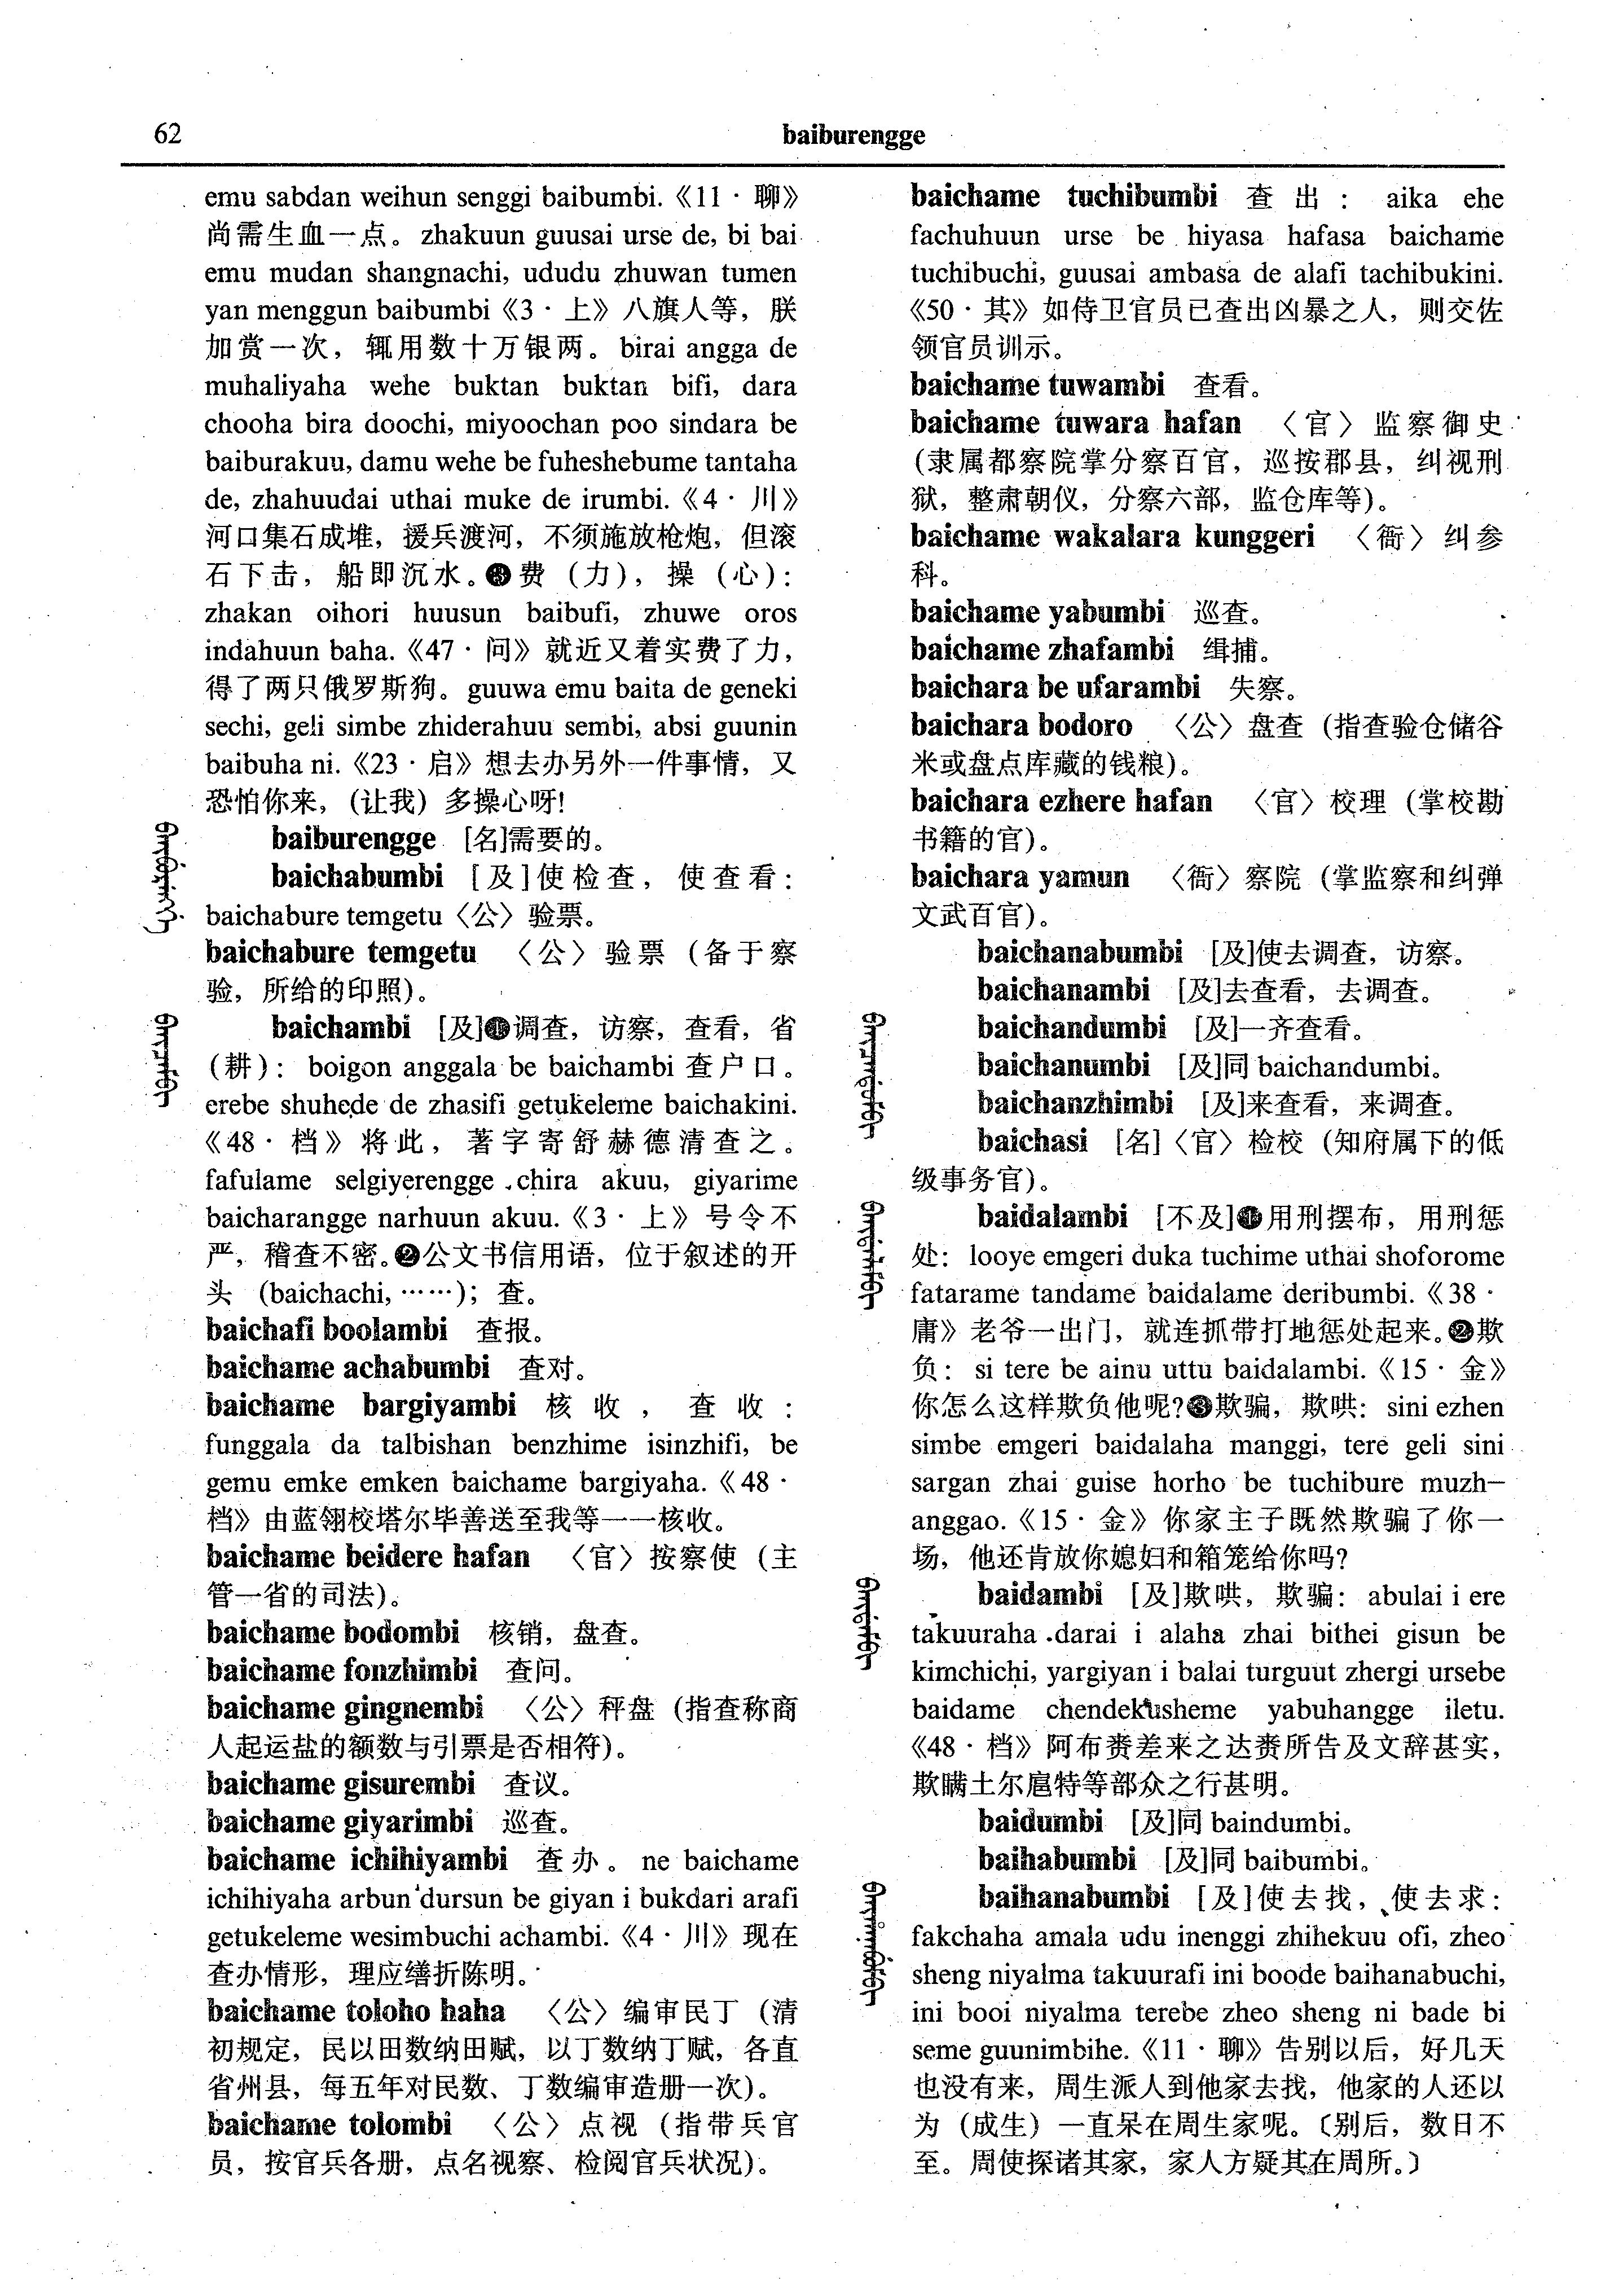 62
baiburengge
emu sabdan weihun senggi baibumbi.《11·聊》
尚需生血一点。zhakuun guusai urse de, bi bai
emu mudan shangnachi, ududu zhuwan tumen
yan menggun baibumbi《3·上》八旗人等，朕
加赏一次，辄用数十万银两。birai angga de
muhaliyaha wehe buktan buktan bifi, dara
chooha bira doochi, miyoochan poo sindara be
baiburakuu, damu wehe be fuheshebume tantaha
de, zhahuudai uthai muke de irumbi.《4·川》
河口集石成堆，援兵渡河，不须施放枪炮，但滚
石下击，船即沉水。❸费（力），操（心）：
zhakan oihori huusun baibufi, zhuwe oros
indahuun baha.《47·问》就近又着实费了力，
得了两只俄罗斯狗。guuwa emu baita de geneki
sechi, geli simbe zhiderahuu sembi, absi guunin
baibuha ni.《23·启》想去办另外一件事情，又
恐怕你来，（让我）多操心呀！
baiburengge [名]需要的。
baichabumbi [及]使检查，使查看：
baichabure temgetu〈公〉验票。
baichabure temgetu 〈公〉验票（备于察
验，所给的印照）。
baichambi [及]❶调查，访察，查看，省
（耕）：boigon anggala be baichambi 查户口。
erebe shuhede de zhasifi getukeleme baichakini.
《48·档》将此，著字寄舒赫德清查之。
fafulame selgiyerengge chira akuu, giyarime
baicharangge narhuun akuu.《3·上》号令不
严，稽查不密。❷公文书信用语，位于叙述的开
头（baichachi, ……）；查。
baichafi boolambi 查报。
baichame achabumbi 查对。
baichame bargiyambi 核收，查收：
funggala da talbishan benzhime isinzhifi, be
gemu emke emken baichame bargiyaha.《48·
档》由蓝翎校塔尔毕善送至我等一一核收。
baichame beidere hafan 〈官〉按察使（主
管一省的司法）。
baichame bodombi 核销，盘查。
baichame fonzhimbi 查问。
baichame gingnembi 〈公〉秤盘（指查称商
人起运盐的额数与引票是否相符）。
baichame gisurembi 查议。
baichame giyarimbi 巡查。
baichame ichihiyambi 查办。ne baichame
ichihiyaha arbun dursun be giyan i bukdari arafi
getukeleme wesimbuchi achambi.《4·川》现在
查办情形，理应缮折陈明。
baichame toloho haha 〈公〉编审民丁（清
初规定，民以田数纳田赋，以丁数纳丁赋，各直
省州县，每五年对民数、丁数编审造册一次）。
baichame tolombi 〈公〉点视（指带兵官
员，按官兵各册，点名视察、检阅官兵状况）。
baichame tuchibumbi 查出：aika ehe
fachuhuun urse be hiyasa hafasa baichame
tuchibuchi, guusai ambasa de alafi tachibukini.
《50·其》如侍卫官员已查出凶暴之人，则交佐
领官员训示。
baichame tuwambi 查看。
baichame tuwara hafan 〈官〉监察御史
（隶属都察院掌分察百官，巡按郡县，纠视刑
狱，整肃朝仪，分察六部，监仓库等）。
baichame wakalara kunggeri 〈衙〉纠参
科。
baichame yabumbi 巡查。
baichame zhafambi 缉捕。
baichara be ufarambi 失察。
baichara bodoro 〈公〉盘查（指查验仓储谷
米或盘点库藏的钱粮）。
baichara ezhere hafan 〈官〉校理（掌校勘
书籍的官）。
baichara yamun 〈衙〉察院（掌监察和纠弹
文武百官）。
baichanabumbi [及]使去调查，访察。
baichanambi [及]去查看，去调查。
baichandumbi [及]一齐查看。
baichanumbi [及]同 baichandumbi。
baichanzhimbi [及]来查看，来调查。
baichasi [名]〈官〉检校（知府属下的低
级事务官）。
baidalambi [不及]❶用刑摆布，用刑惩
处：looye emgeri duka tuchime uthai shoforome
fatarame tandame baidalame deribumbi.《38·
庸》老爷一出门，就连抓带打地惩处起来。❷欺
负：si tere be ainu uttu baidalambi.《15·金》
你怎么这样欺负他呢?❸欺骗，欺哄：sini ezhen
simbe emgeri baidalaha manggi, tere geli sini
sargan zhai guise horho be tuchibure muzh—
anggao.《15·金》你家主子既然欺骗了你一
场，他还肯放你媳妇和箱笼给你吗?
baidambi [及]欺哄，欺骗：abulai i ere
takuuraha darai i alaha zhai bithei gisun be
kimchichi, yargiyan i balai turguut zhergi ursebe
baidame chendekusheme yabuhangge iletu.
《48·档》阿布赉差来之达赉所告及文辞甚实，
欺瞒土尔扈特等部众之行甚明。
baidumbi [及]同 baindumbi。
baihabumbi [及]同 baibumbi。
baihanabumbi [及]使去找，使去求：
fakchaha amala udu inenggi zhihekuu ofi, zheo
sheng niyalma takuurafi ini boode baihanabuchi,
ini booi niyalma terebe zheo sheng ni bade bi
seme guunimbihe.《11·聊》告别以后，好几天
也没有来，周生派人到他家去找，他家的人还以
为（成生）一直呆在周生家呢。〔别后，数日不
至。周使探诸其家，家人方疑其在周所。〕